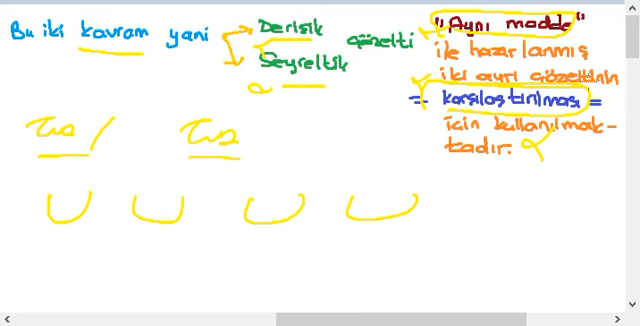 Bu iki kavram yani
Derişik
Seyreltik
çözelti
"Aynı madde"
ile hazırlanmış
iki ayrı çözeltinin
= karşılaştırılması =
için kullanılmak-
tadır.